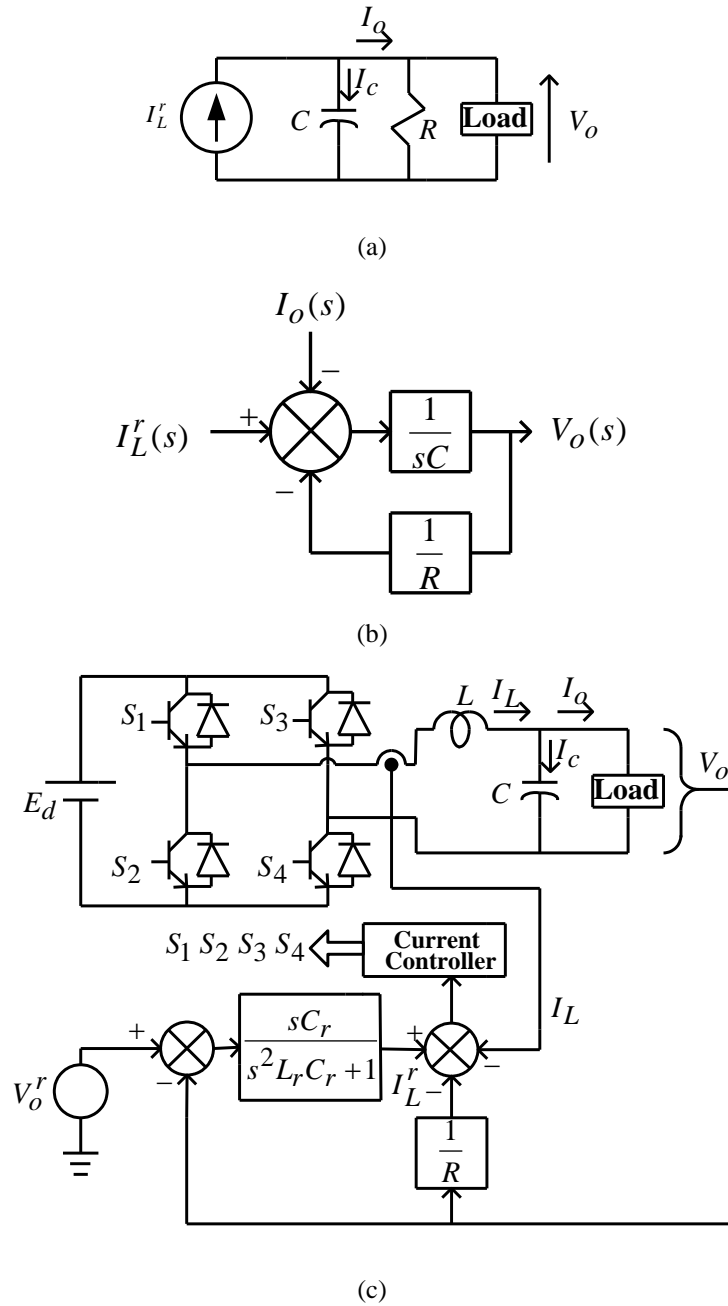 I_o
I_L^r
I_c
C
R
Load
V_o
(a)
I_o(s)
−
+
I_L^r(s)
1
sC
V_o(s)
−
1
R
(b)
S_1
S_3
L
I_L
I_o
I_c
V_o
E_d
C
Load
S_2
S_4
S_1 S_2 S_3 S_4
Current
Controller
I_L
sC_r
s^2 L_r C_r + 1
+
+
V_o^r
−
I_L^r
−
−
1
R
(c)